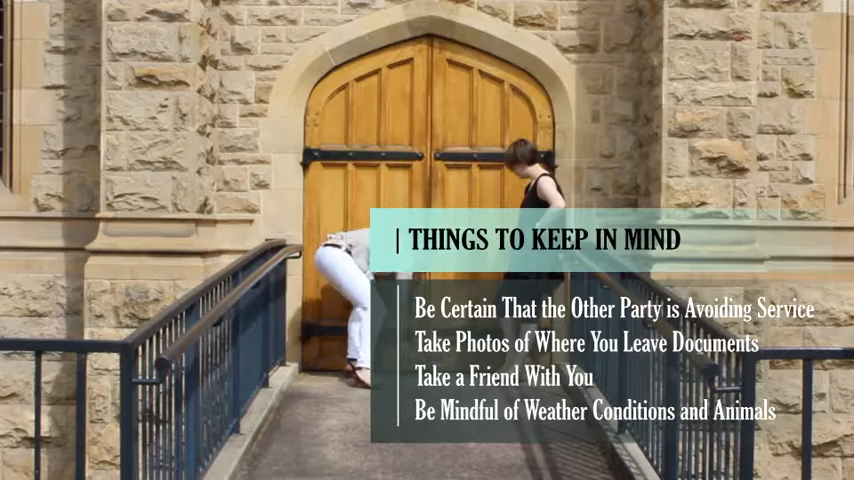 | THINGS TO KEEP IN MIND
Be Certain That the Other Party is Avoiding Service
Take Photos of Where You Leave Documents
Take a Friend With You
Be Mindful of Weather Conditions and Animals